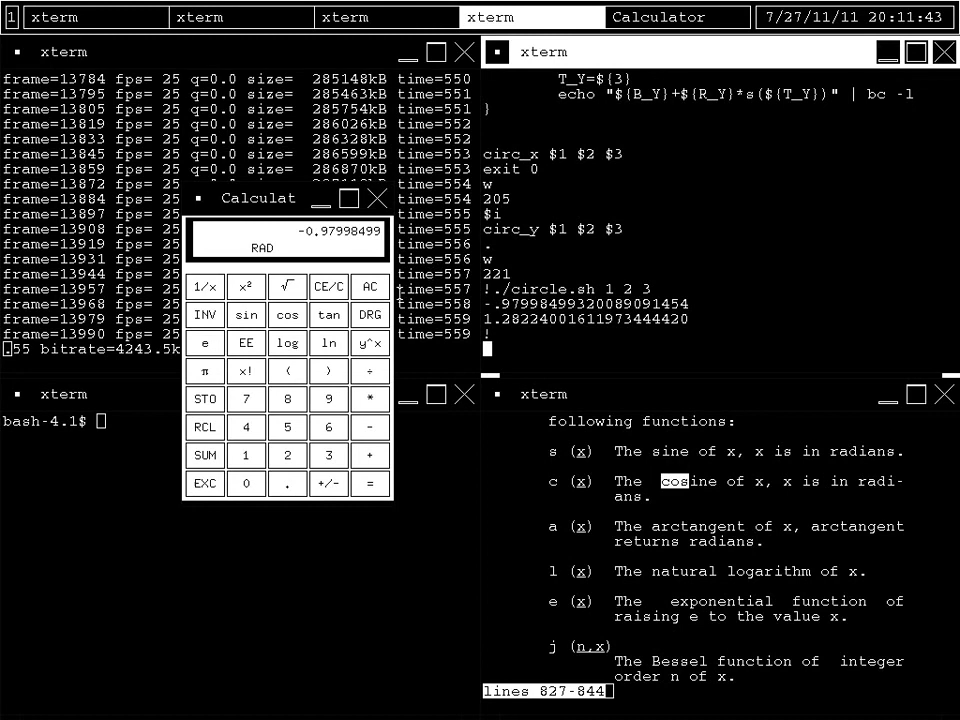 1 xterm xterm xterm xterm Calculator 7/27/11/11 20:11:43
xterm
frame=13784 fps= 25 q=0.0 size= 285148kB time=550
frame=13795 fps= 25 q=0.0 size= 285463kB time=551
frame=13805 fps= 25 q=0.0 size= 285754kB time=551
frame=13819 fps= 25 q=0.0 size= 286026kB time=552
frame=13833 fps= 25 q=0.0 size= 286328kB time=552
frame=13845 fps= 25 q=0.0 size= 286599kB time=553
frame=13859 fps= 25 q=0.0 size= 286870kB time=553
frame=13872 fps= 25 time=554
frame=13884 fps= 25 time=554
frame=13897 fps= 25 time=555
frame=13908 fps= 25 time=555
frame=13919 fps= 25 time=556
frame=13931 fps= 25 time=556
frame=13944 fps= 25 time=557
frame=13957 fps= 25 time=557
frame=13968 fps= 25 time=558
frame=13979 fps= 25 time=559
frame=13990 fps= 25 time=559
.55 bitrate=4243.5k
Calculat
-0.97998499
RAD
1/x x² √ CE/C AC
INV sin cos tan DRG
e EE log ln y^x
π x! ( ) ÷
STO 7 8 9 *
RCL 4 5 6 -
SUM 1 2 3 +
EXC 0 . +/- =
xterm
T_Y=${3}
echo "${B_Y}+${R_Y}*s(${T_Y})" | bc -l
}
circ_x $1 $2 $3
exit 0
w
205
$i
circ_y $1 $2 $3
.
w
221
!./circle.sh 1 2 3
-.97998499320089091454
1.28224001611973444420
!
xterm
bash-4.1$
xterm
following functions:
s (x) The sine of x, x is in radians.
c (x) The cosine of x, x is in radi-
ans.
a (x) The arctangent of x, arctangent
returns radians.
l (x) The natural logarithm of x.
e (x) The exponential function of
raising e to the value x.
j (n,x)
The Bessel function of integer
order n of x.
lines 827-844